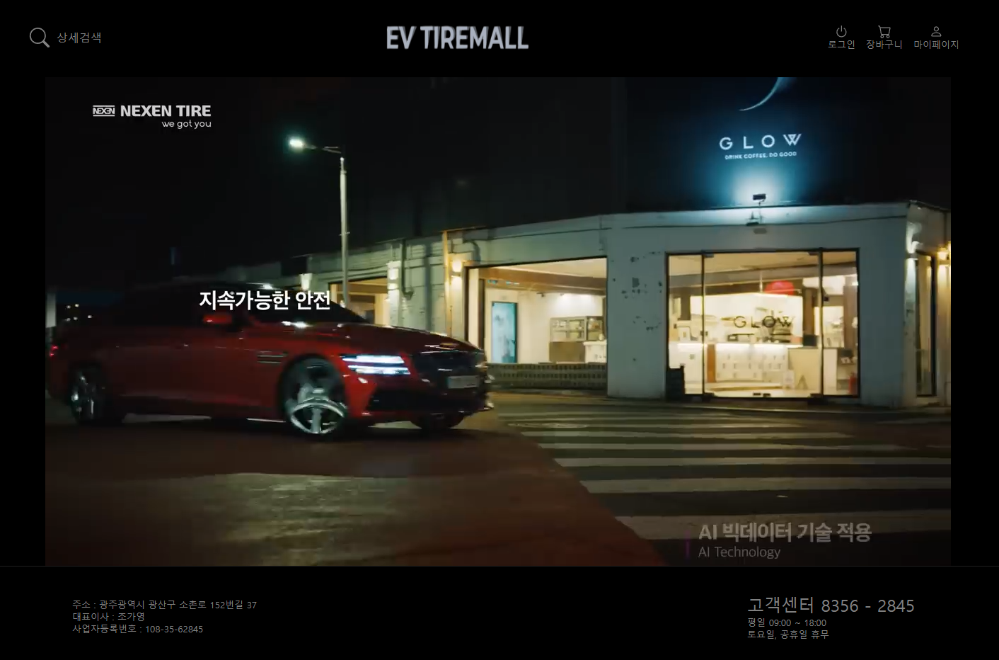 상세검색
EV TIREMALL
로그인
장바구니
마이페이지
NEXEN NEXEN TIRE
we got you
GLOW
DRINK COFFEE, DO GOOD
지속가능한 안전
GLOW
AI 빅데이터 기술 적용
AI Technology
주소 : 광주광역시 광산구 소촌로 152번길 37
대표이사 : 조가영
사업자등록번호 : 108-35-62845
고객센터 8356 - 2845
평일 09:00 ~ 18:00
토요일, 공휴일 휴무